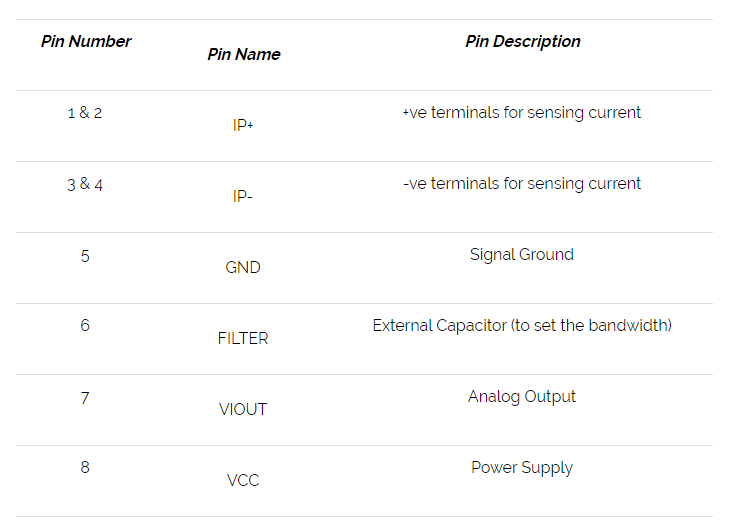 Pin Number Pin Name Pin Description
1 & 2 IP+ +ve terminals for sensing current
3 & 4 IP- -ve terminals for sensing current
5 GND Signal Ground
6 FILTER External Capacitor (to set the bandwidth)
7 VIOUT Analog Output
8 VCC Power Supply